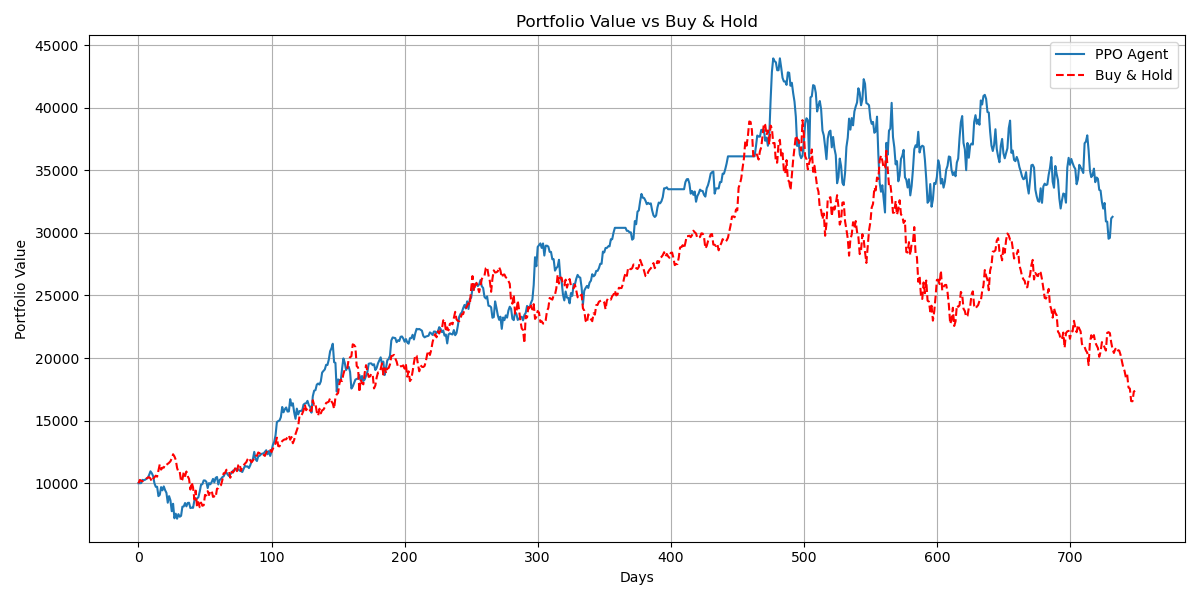 Portfolio Value vs Buy & Hold
PPO Agent
Buy & Hold
Portfolio Value
45000
40000
35000
30000
25000
20000
15000
10000
0 100 200 300 400 500 600 700
Days